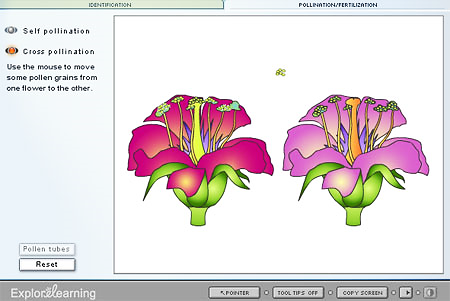 IDENTIFICATION
POLLINATION/FERTILIZATION
Self pollination
Cross pollination
Use the mouse to move
some pollen grains from
one flower to the other.
Pollen tubes
Reset
ExploreLearning
POINTER
TOOL TIPS OFF
COPY SCREEN